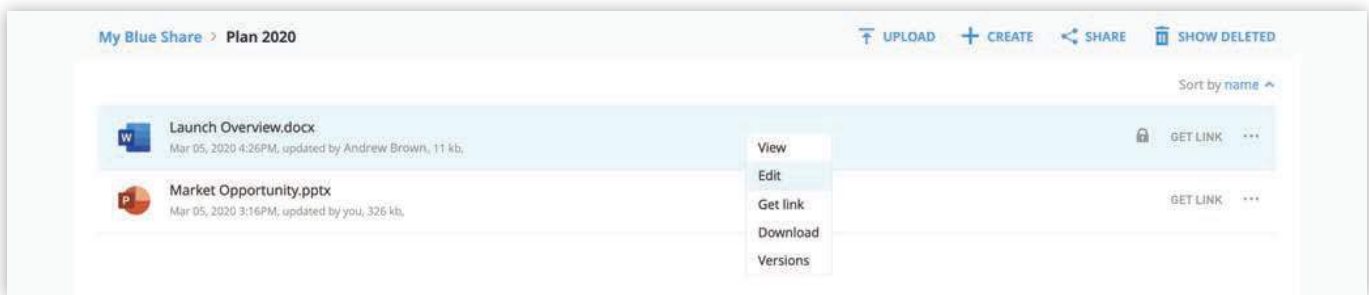 My Blue Share > Plan 2020
UPLOAD CREATE SHARE SHOW DELETED
Sort by name
W Launch Overview.docx
Mar 05, 2020 4:26PM, updated by Andrew Brown, 11 kb,
GET LINK ...
View
Edit
Get link
Download
Versions
P Market Opportunity.pptx
Mar 05, 2020 3:16PM, updated by you, 326 kb,
GET LINK ...